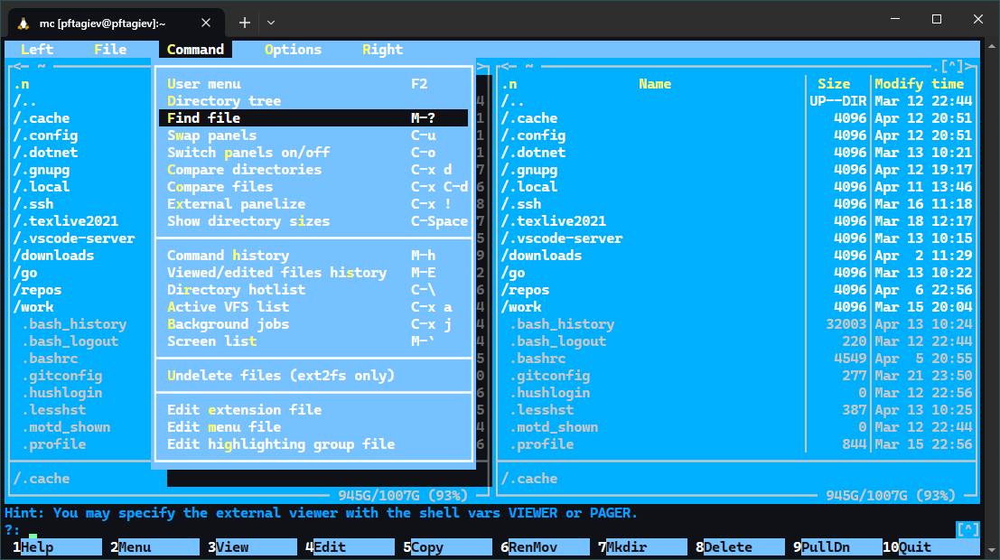 mc [pftagiev@pftagiev]:~
Left File Command Options Right
<─ ~ > <─ ~ .[^]>
.n .n Name Size Modify time
/.. /.. UP--DIR Mar 12 22:44
/.cache /.cache 4096 Apr 12 20:51
/.config /.config 4096 Apr 12 20:51
/.dotnet /.dotnet 4096 Mar 13 10:21
/.gnupg /.gnupg 4096 Apr 12 19:17
/.local /.local 4096 Apr 11 13:46
/.ssh /.ssh 4096 Mar 16 11:18
/.texlive2021 /.texlive2021 4096 Mar 18 12:17
/.vscode-server /.vscode-server 4096 Mar 13 10:15
/downloads /downloads 4096 Apr 2 11:29
/go /go 4096 Mar 13 10:22
/repos /repos 4096 Apr 6 22:56
/work /work 4096 Mar 15 20:04
.bash_history .bash_history 32003 Apr 13 10:24
.bash_logout .bash_logout 220 Mar 12 22:44
.bashrc .bashrc 4549 Apr 5 20:55
.gitconfig .gitconfig 277 Mar 21 23:50
.hushlogin .hushlogin 0 Mar 12 22:56
.lesshst .lesshst 387 Apr 13 10:25
.motd_shown .motd_shown 0 Mar 12 22:44
.profile .profile 844 Mar 15 22:56
User menu F2
Directory tree
Find file M-?
Swap panels C-u
Switch panels on/off C-o
Compare directories C-x d
Compare files C-x C-d
External panelize C-x !
Show directory sizes C-Space
Command history M-h
Viewed/edited files history M-E
Directory hotlist C-\
Active VFS list C-x a
Background jobs C-x j
Screen list M-`
Undelete files (ext2fs only)
Edit extension file
Edit menu file
Edit highlighting group file
/.cache /.cache
945G/1007G (93%) 945G/1007G (93%)
Hint: You may specify the external viewer with the shell vars VIEWER or PAGER.
?: [^]
1Help 2Menu 3View 4Edit 5Copy 6RenMov 7Mkdir 8Delete 9PullDn 10Quit